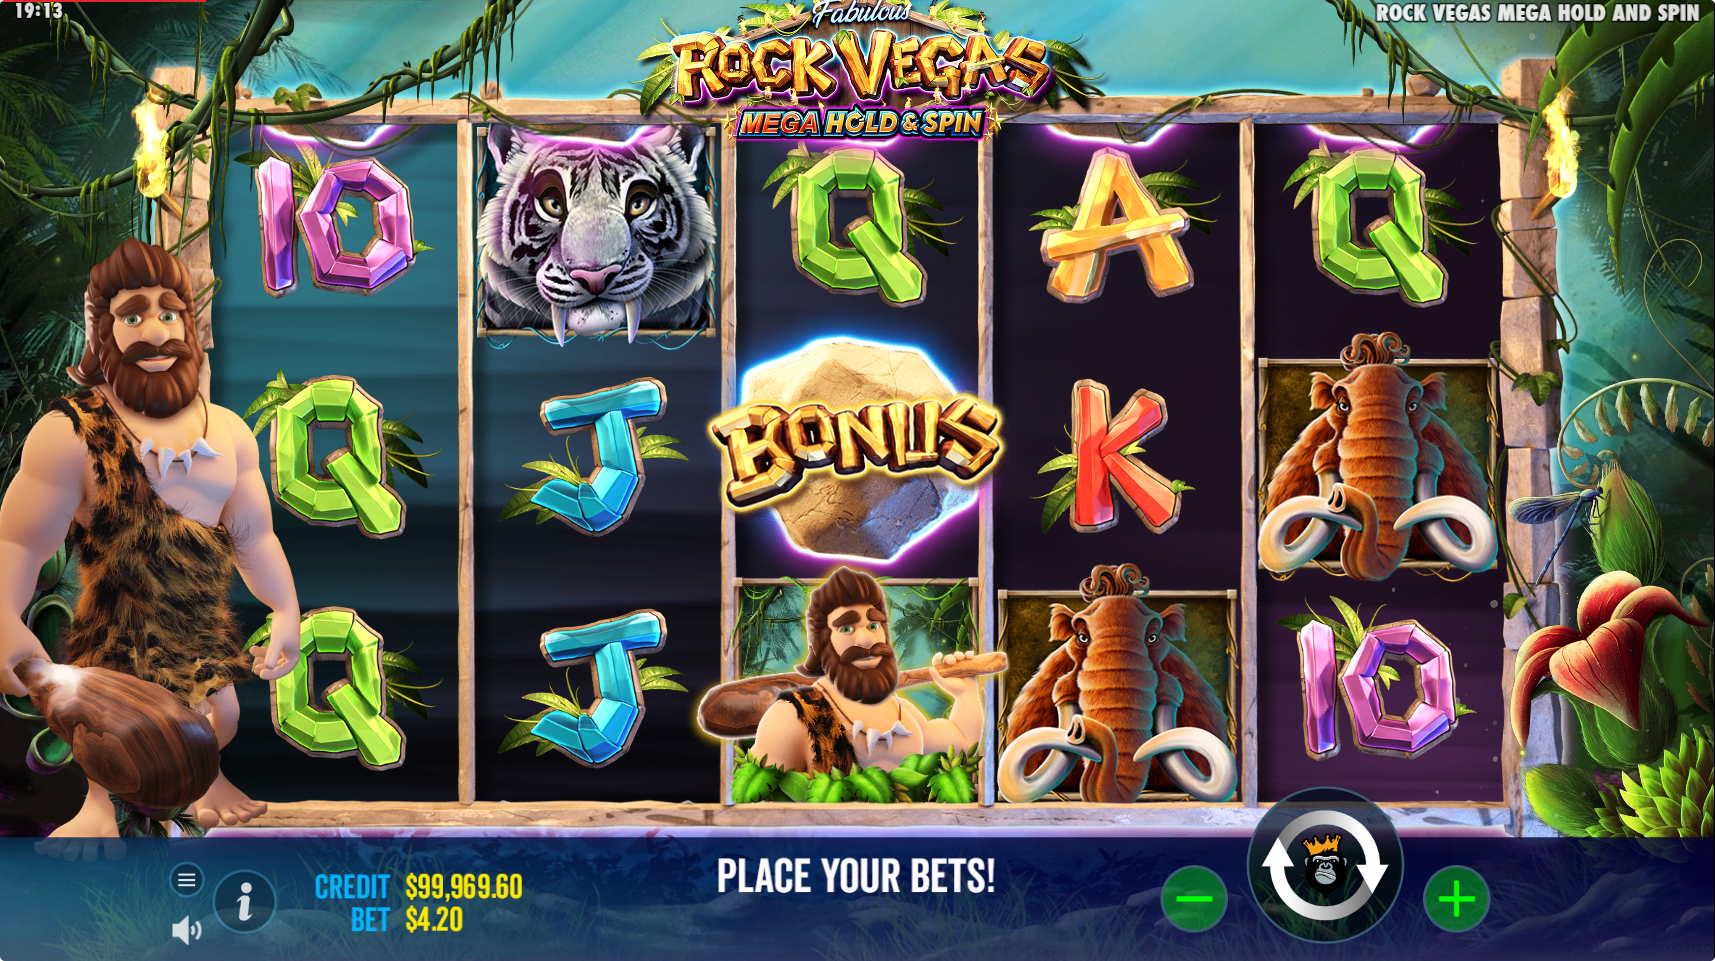 19:13
ROCK VEGAS MEGA HOLD AND SPIN
Fabulous
ROCK VEGAS
MEGA HOLD & SPIN
10 Q A Q
BONUS
Q J K
Q J 10
CREDIT $99,969.60
BET $4.20
PLACE YOUR BETS!